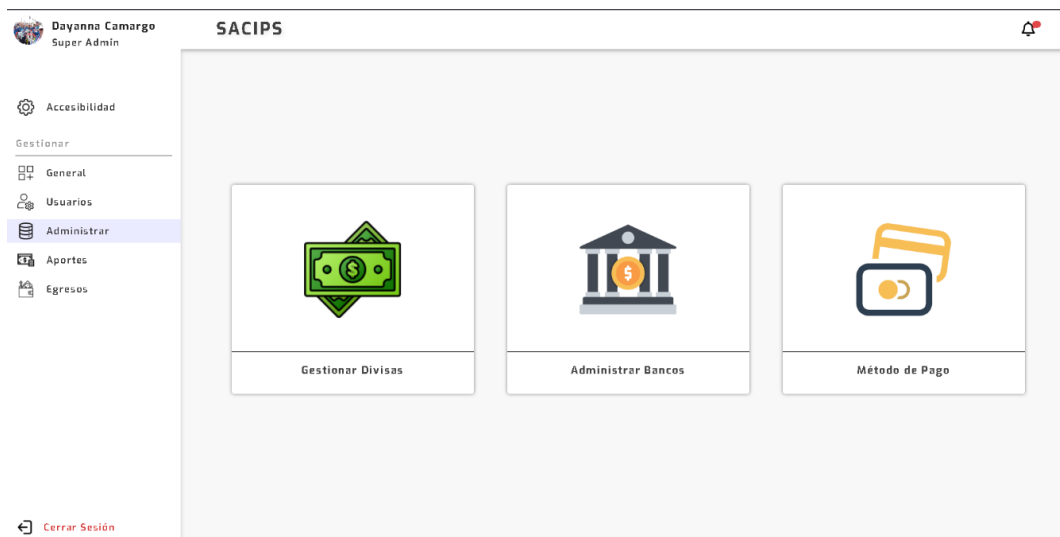 Dayanna Camargo
Super Admin
SACIPS
Accesibilidad
Gestionar
General
Usuarios
Administrar
Aportes
Egresos
Gestionar Divisas
Administrar Bancos
Método de Pago
Cerrar Sesión